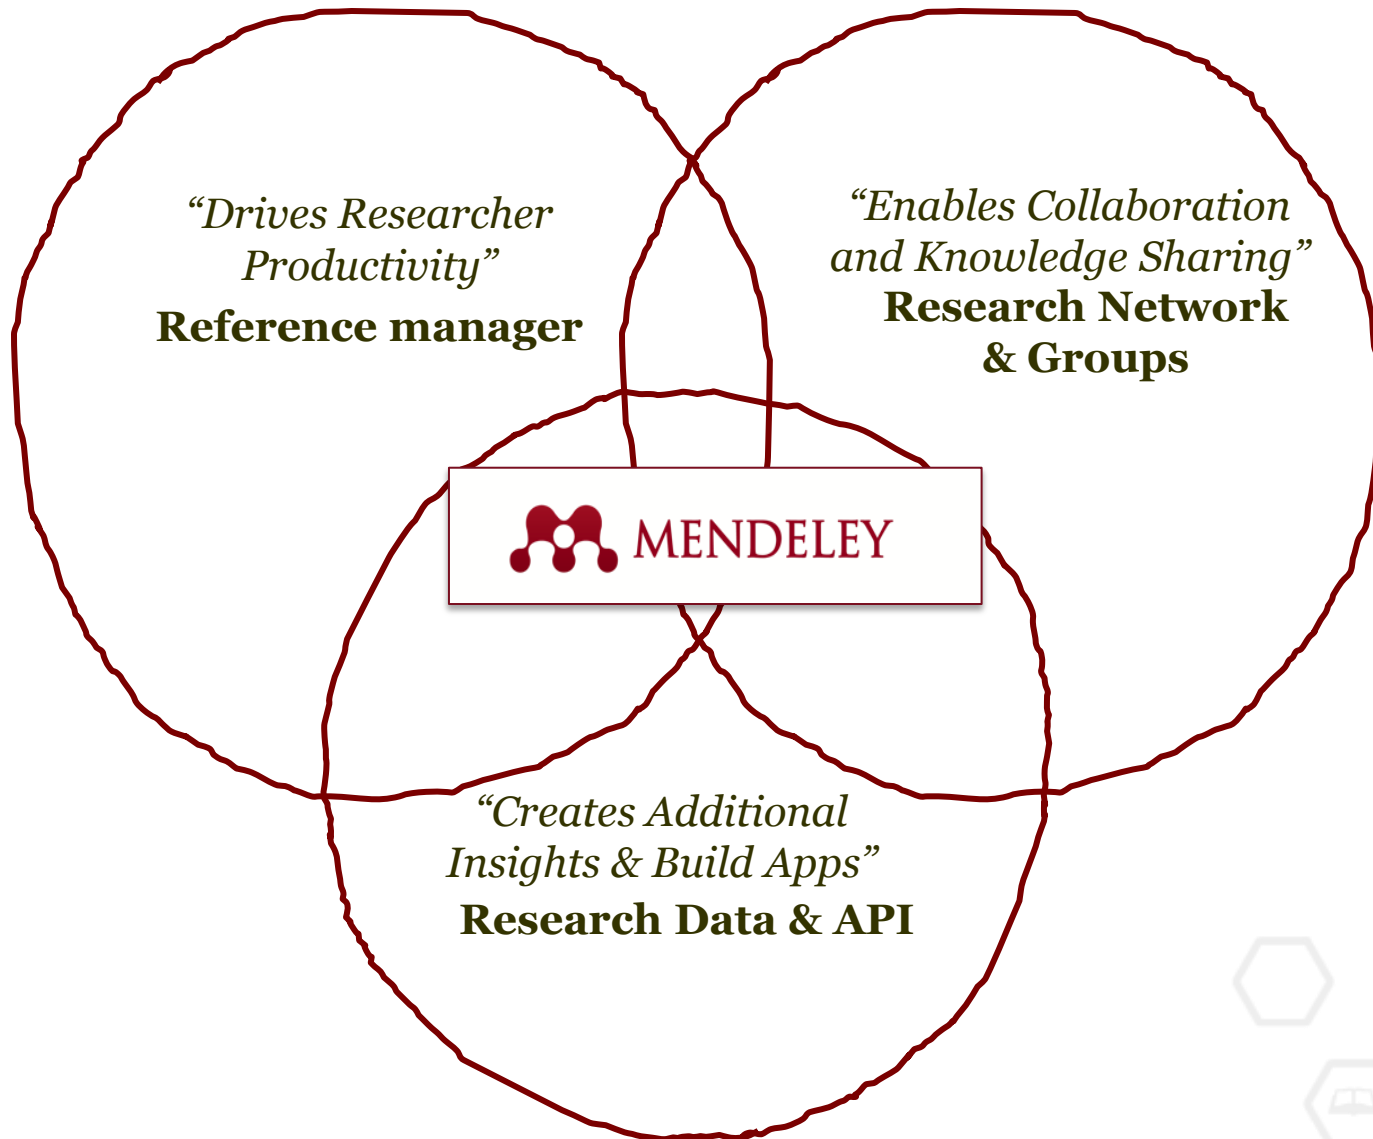 “Drives Researcher
Productivity”
Reference manager
“Enables Collaboration
and Knowledge Sharing”
Research Network
& Groups
MENDELEY
“Creates Additional
Insights & Build Apps”
Research Data & API